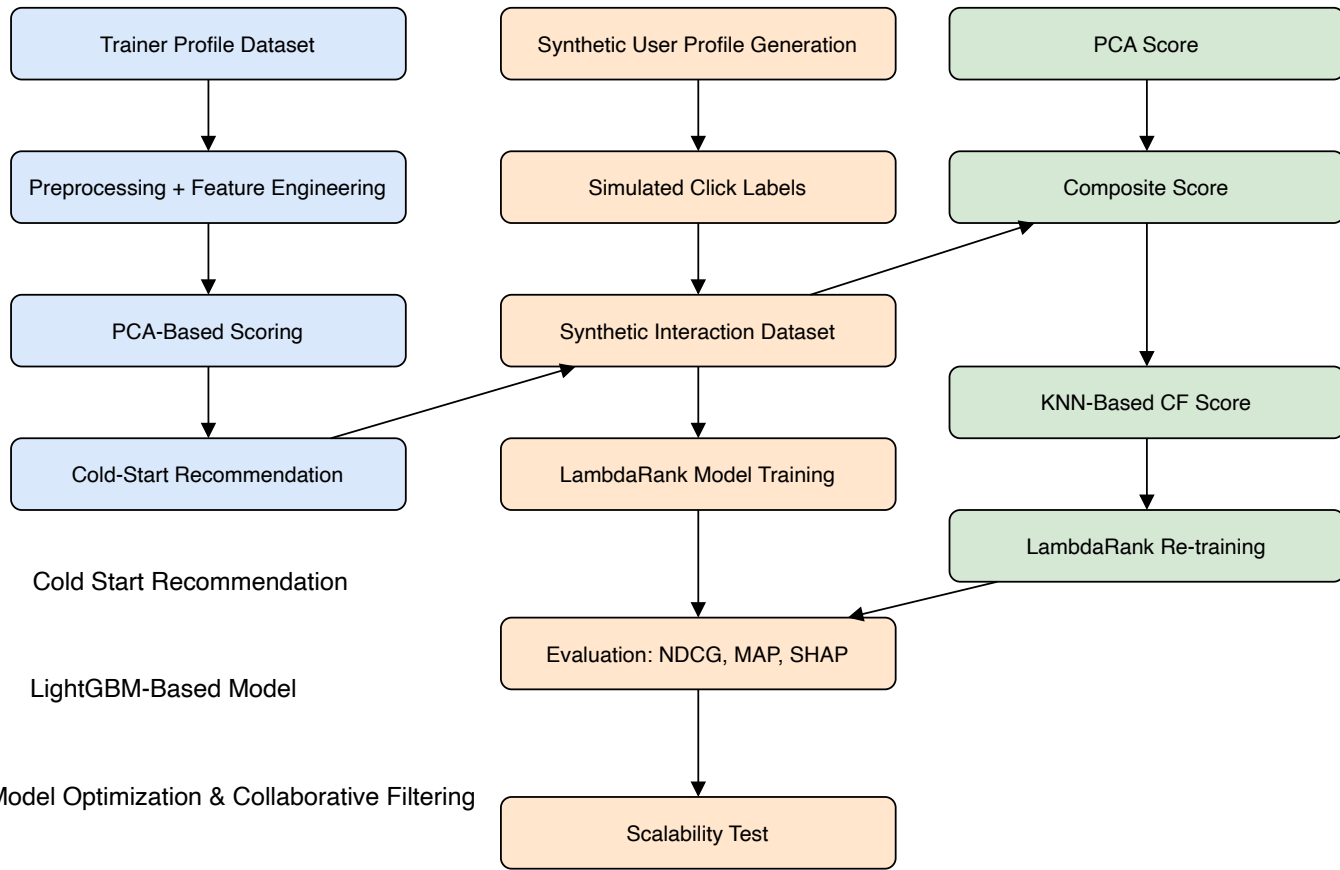 Trainer Profile Dataset
Preprocessing + Feature Engineering
PCA-Based Scoring
Cold-Start Recommendation
Synthetic User Profile Generation
Simulated Click Labels
Synthetic Interaction Dataset
LambdaRank Model Training
Evaluation: NDCG, MAP, SHAP
Scalability Test
PCA Score
Composite Score
KNN-Based CF Score
LambdaRank Re-training
Cold Start Recommendation
LightGBM-Based Model
Model Optimization & Collaborative Filtering